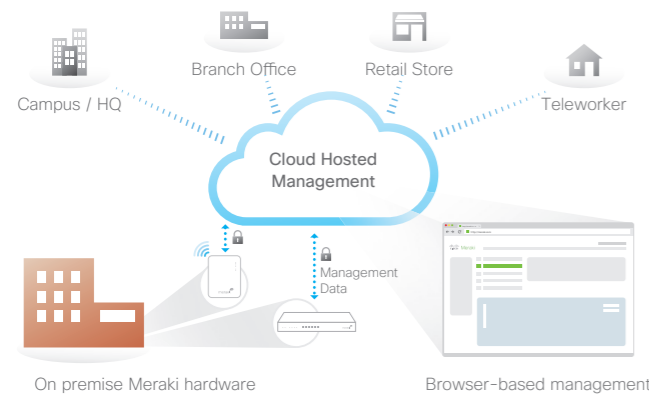 Branch Office
Retail Store
Campus / HQ
Teleworker
Cloud Hosted
Management
Management
Data
On premise Meraki hardware
Browser-based management